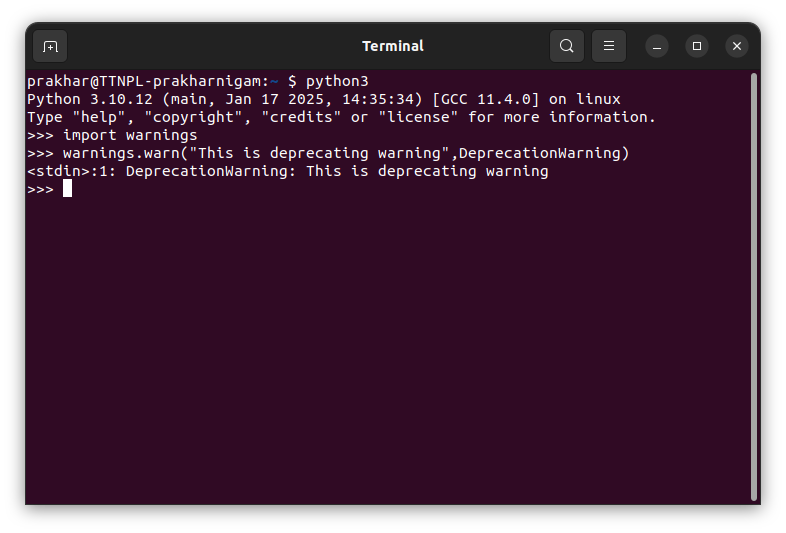 Terminal
prakhar@TTNPL-prakharnigam:~ $ python3
Python 3.10.12 (main, Jan 17 2025, 14:35:34) [GCC 11.4.0] on linux
Type "help", "copyright", "credits" or "license" for more information.
>>> import warnings
>>> warnings.warn("This is deprecating warning",DeprecationWarning)
<stdin>:1: DeprecationWarning: This is deprecating warning
>>>